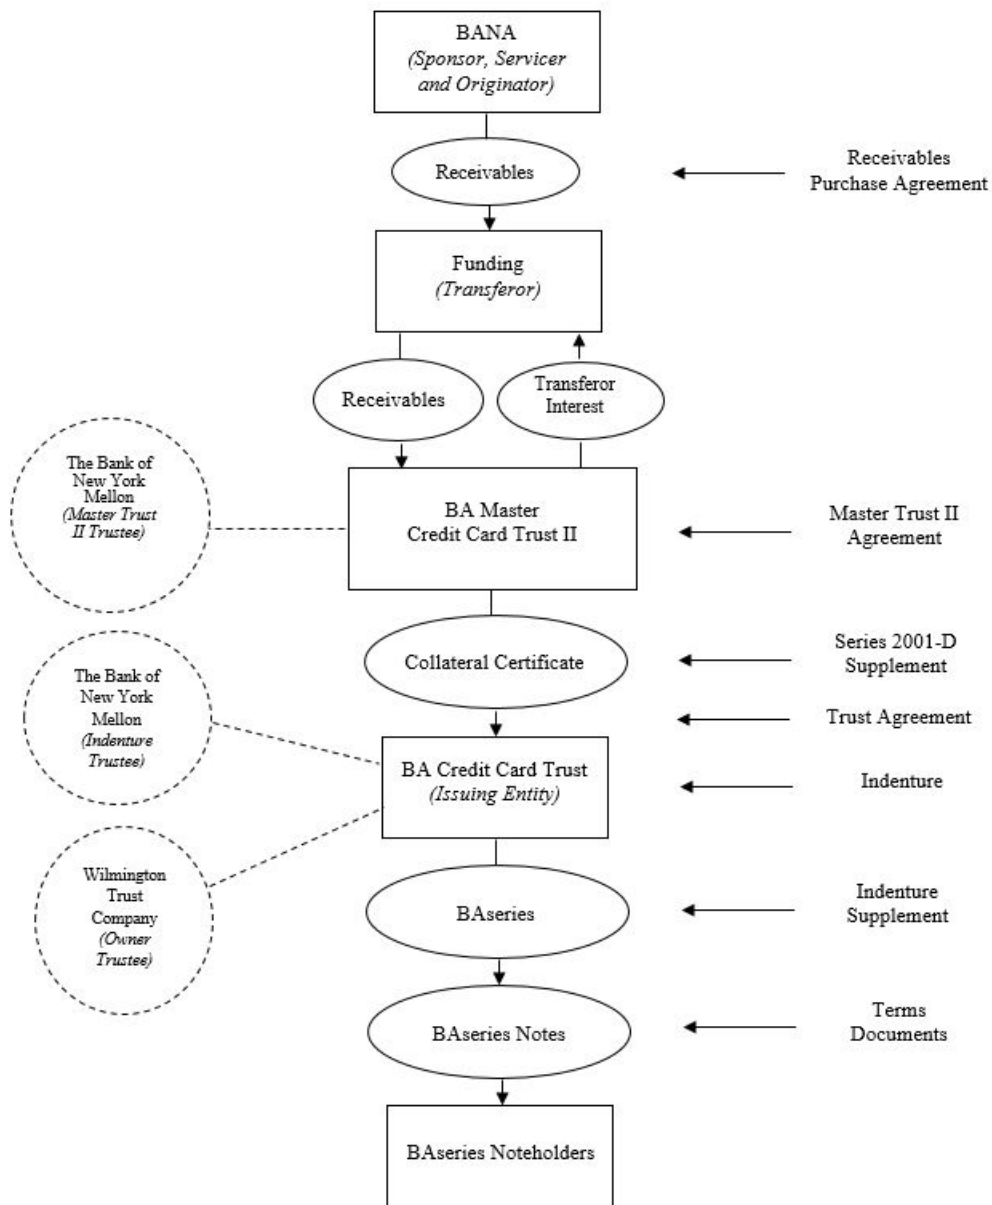 BANA
(Sponsor, Servicer
and Originator)
Receivables
Receivables
Purchase Agreement
Funding
(Transferor)
Receivables
Transferor
Interest
The Bank of
New York
Mellon
(Master Trust
II Trustee)
BA Master
Credit Card Trust II
Master Trust II
Agreement
Collateral Certificate
Series 2001-D
Supplement
The Bank of
New York
Mellon
(Indenture
Trustee)
Trust Agreement
BA Credit Card Trust
(Issuing Entity)
Indenture
Wilmington
Trust
Company
(Owner
Trustee)
BAseries
Indenture
Supplement
BAseries Notes
Terms
Documents
BAseries Noteholders